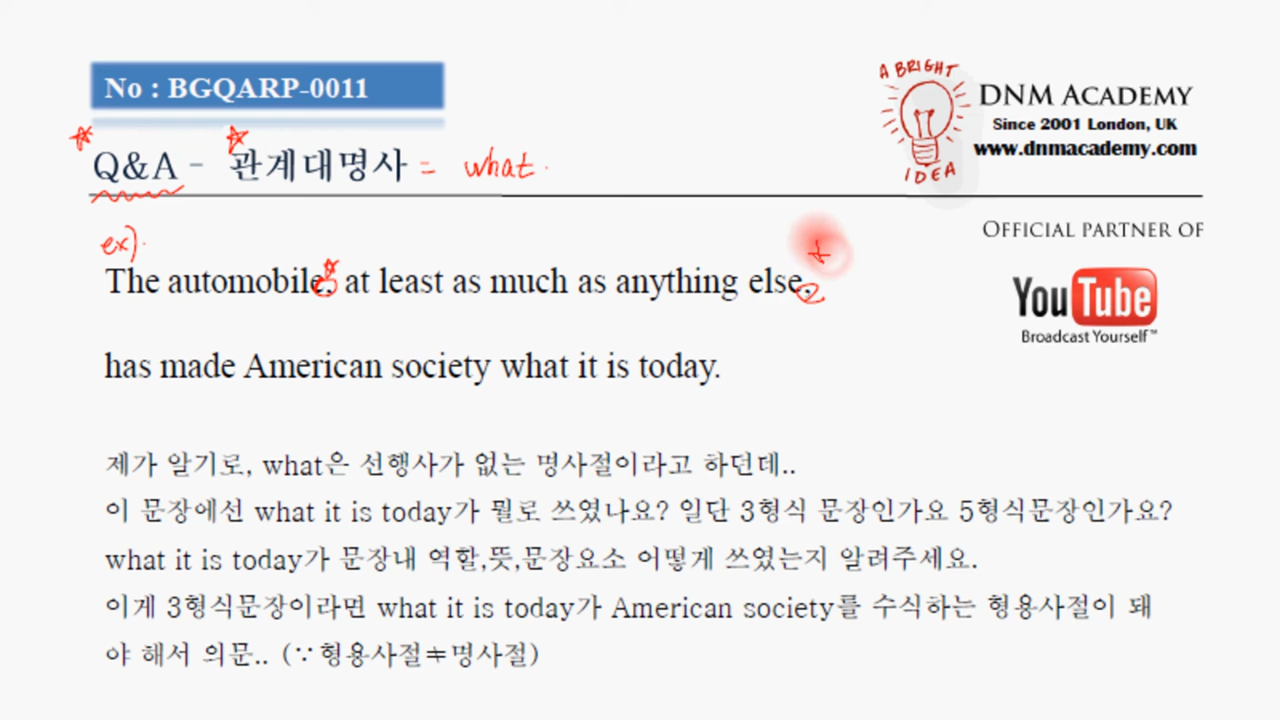 No : BGQARP-0011
A BRIGHT
IDEA
DNM ACADEMY
Since 2001 London, UK
www.dnmacademy.com
Q&A - 관계대명사 = what.
OFFICIAL PARTNER OF
YouTube
Broadcast Yourself™
ex).
The automobile, at least as much as anything else,
has made American society what it is today.
제가 알기로, what은 선행사가 없는 명사절이라고 하던데..
이 문장에선 what it is today가 뭘로 쓰였나요? 일단 3형식 문장인가요 5형식문장인가요?
what it is today가 문장내 역할,뜻,문장요소 어떻게 쓰였는지 알려주세요.
이게 3형식문장이라면 what it is today가 American society를 수식하는 형용사절이 돼
야 해서 의문.. (∵형용사절≠명사절)